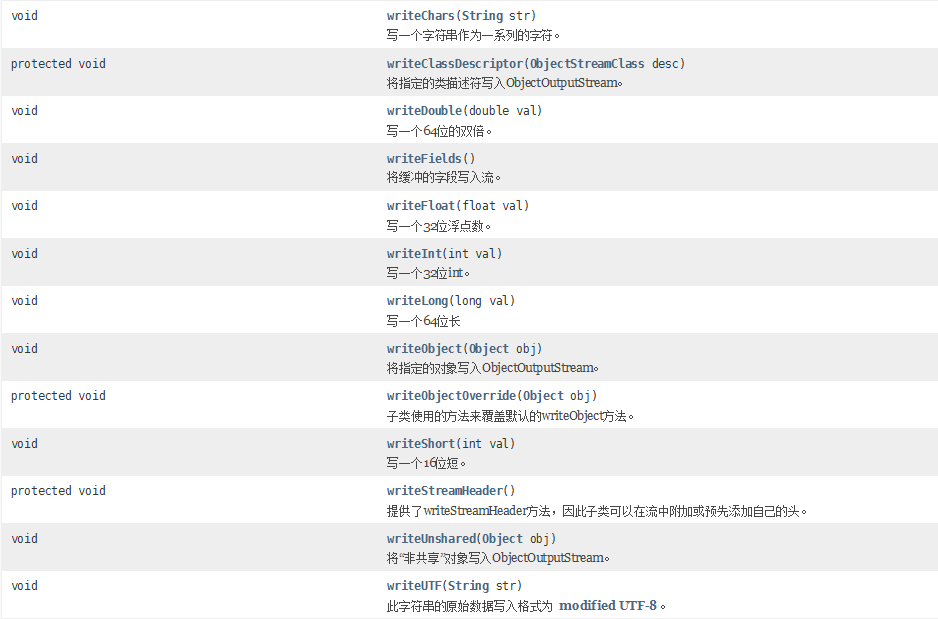 void writeChars(String str)
写一个字符串作为一系列的字符。
protected void writeClassDescriptor(ObjectStreamClass desc)
将指定的类描述符写入ObjectOutputStream。
void writeDouble(double val)
写一个64位的双倍。
void writeFields()
将缓冲的字段写入流。
void writeFloat(float val)
写一个32位浮点数。
void writeInt(int val)
写一个32位int。
void writeLong(long val)
写一个64位长
void writeObject(Object obj)
将指定的对象写入ObjectOutputStream。
protected void writeObjectOverride(Object obj)
子类使用的方法来覆盖默认的writeObject方法。
void writeShort(int val)
写一个16位短。
protected void writeStreamHeader()
提供了writeStreamHeader方法，因此子类可以在流中附加或预先添加自己的头。
void writeUnshared(Object obj)
将“非共享”对象写入ObjectOutputStream。
void writeUTF(String str)
此字符串的原始数据写入格式为 modified UTF-8 。